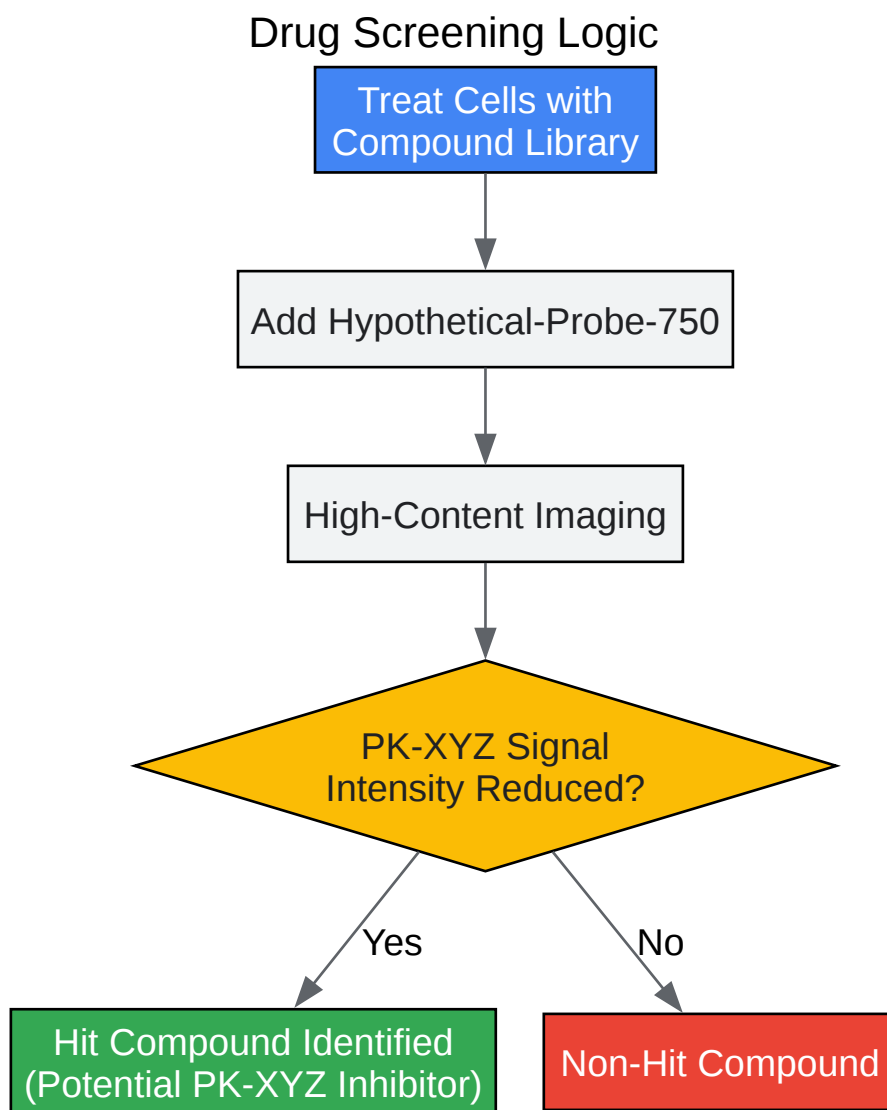 Drug Screening Logic
Treat Cells with
Compound Library
Add Hypothetical-Probe-750
High-Content Imaging
PK-XYZ Signal
Intensity Reduced?
Yes
No
Hit Compound Identified
(Potential PK-XYZ Inhibitor)
Non-Hit Compound